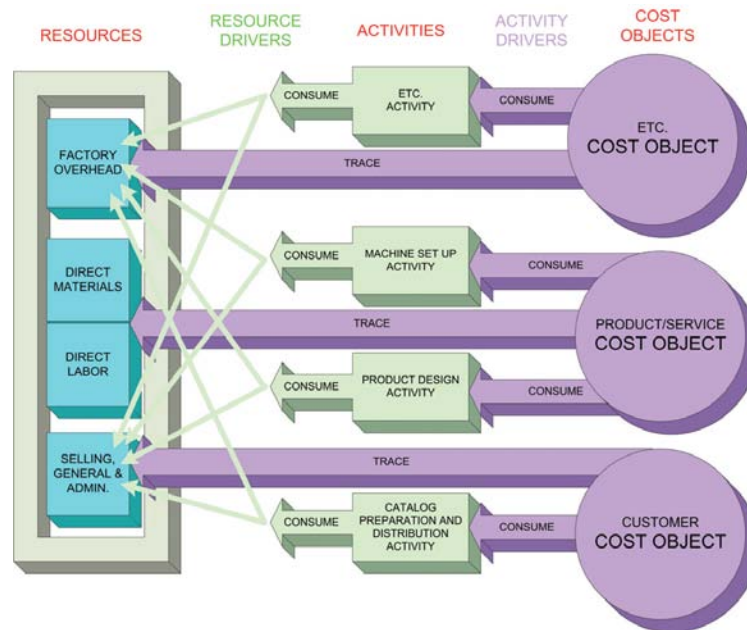 RESOURCES
RESOURCE
DRIVERS
ACTIVITIES
ACTIVITY
DRIVERS
COST
OBJECTS
CONSUME
ETC.
ACTIVITY
CONSUME
ETC.
COST OBJECT
FACTORY
OVERHEAD
TRACE
DIRECT
MATERIALS
CONSUME
MACHINE SET UP
ACTIVITY
CONSUME
TRACE
PRODUCT/SERVICE
COST OBJECT
DIRECT
LABOR
CONSUME
PRODUCT DESIGN
ACTIVITY
CONSUME
SELLING,
GENERAL &
ADMIN.
TRACE
CONSUME
CATALOG
PREPARATION AND
DISTRIBUTION
ACTIVITY
CONSUME
CUSTOMER
COST OBJECT